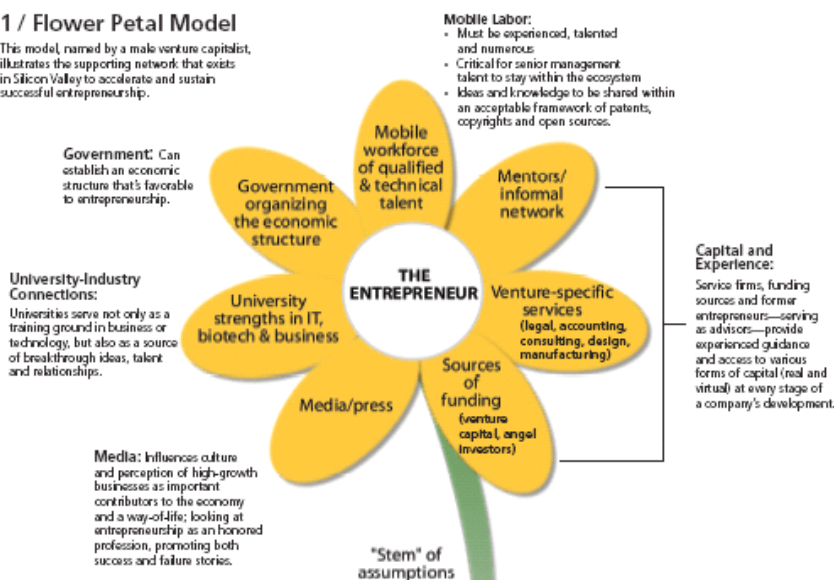 1 / Flower Petal Model
This model, named by a male venture capitalist,
illustrates the supporting network that exists
in Silicon Valley to accelerate and sustain
successful entrepreneurship.
Mobile Labor:
• Must be experienced, talented
and numerous
• Critical for senior management
talent to stay within the ecosystem
• Ideas and knowledge to be shared within
an acceptable framework of patents,
copyrights and open sources.
Government: Can
establish an economic
structure that's favorable
to entrepreneurship.
University-Industry
Connections:
Universities serve not only as a
training ground in business or
technology, but also as a source
of breakthrough ideas, talent
and relationships.
Media: Influences culture
and perception of high-growth
businesses as important
contributors to the economy
and a way-of-life; looking at
entrepreneurship as an honored
profession, promoting both
success and failure stories.
Mobile
workforce
of qualified
& technical
talent
Mentors/
informal
network
Government
organizing
the economic
structure
THE
ENTREPRENEUR
Venture-specific
services
(legal, accounting,
consulting, design,
manufacturing)
University
strengths in IT,
biotech & business
Sources
of
funding
(venture
capital, angel
investors)
Media/press
Capital and
Experience:
Service firms, funding
sources and former
entrepreneurs—serving
as advisors—provide
experienced guidance
and access to various
forms of capital (real and
virtual) at every stage of
a company's development.
"Stem" of
assumptions